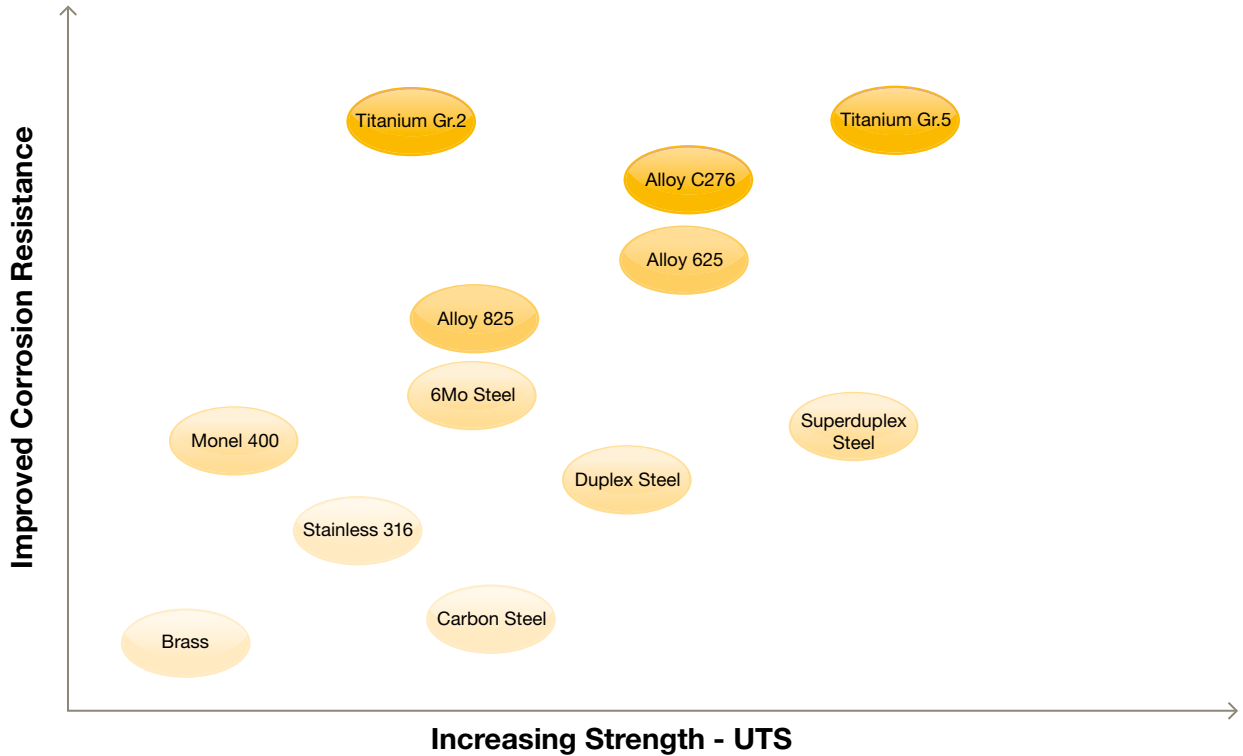 Improved Corrosion Resistance
Titanium Gr.2
Titanium Gr.5
Alloy C276
Alloy 625
Alloy 825
6Mo Steel
Monel 400
Superduplex
Steel
Duplex Steel
Stainless 316
Carbon Steel
Brass
Increasing Strength - UTS